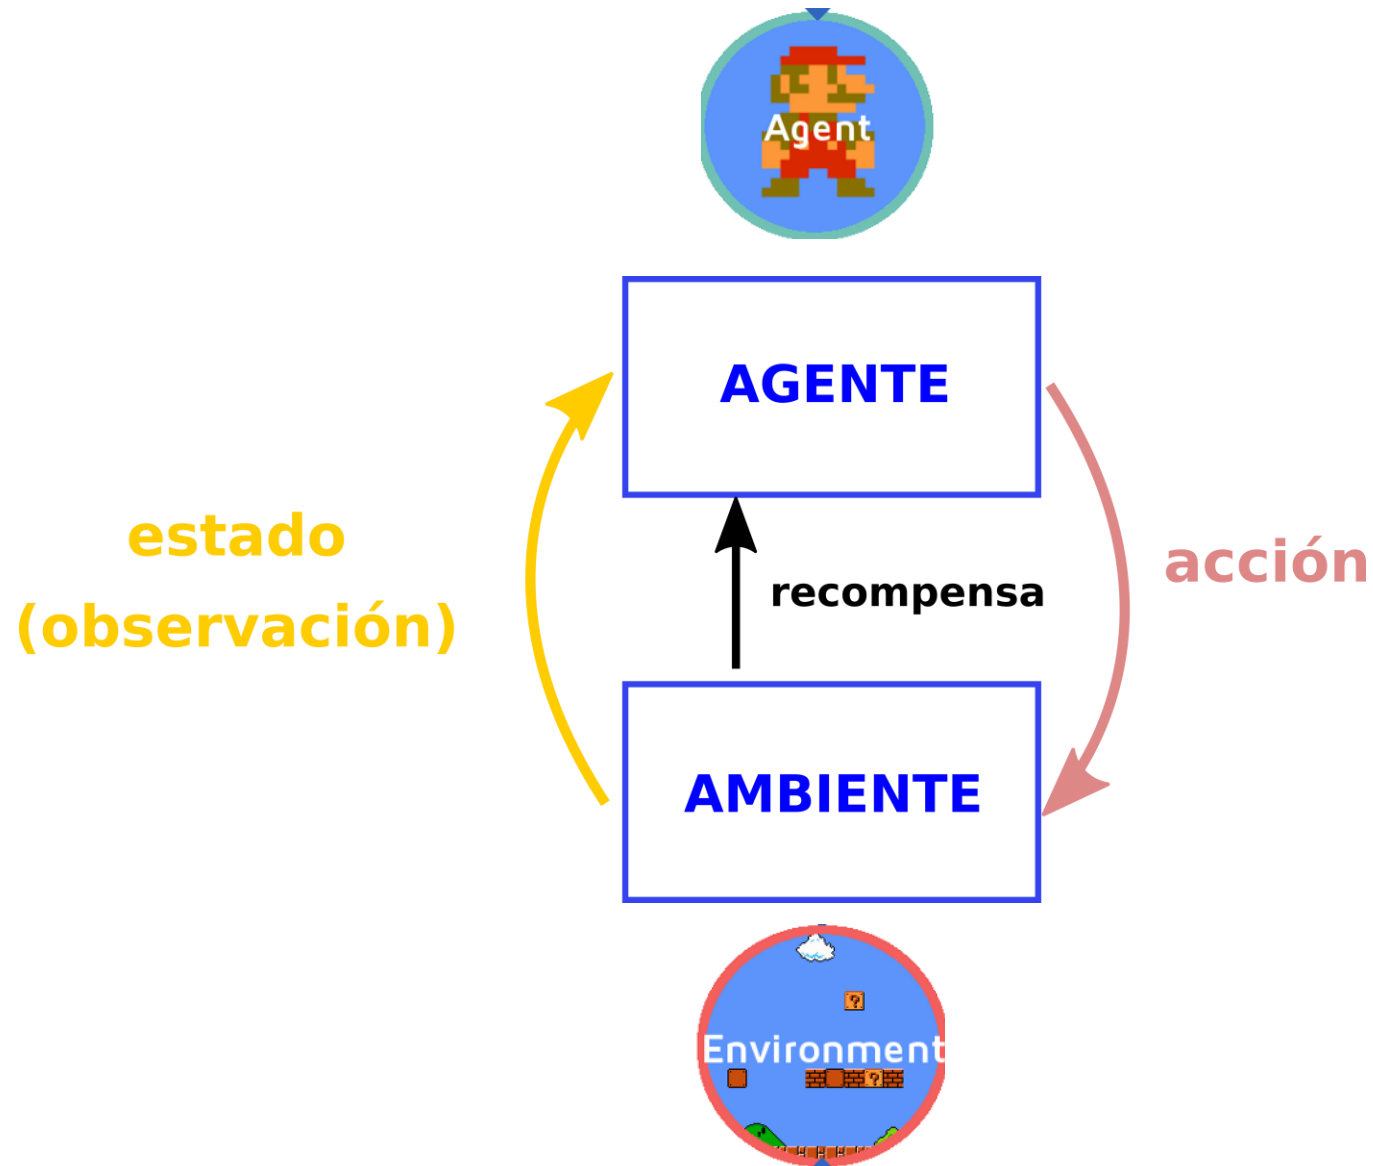 Agent
AGENTE
estado
(observación)
recompensa
acción
AMBIENTE
?
Environment
?